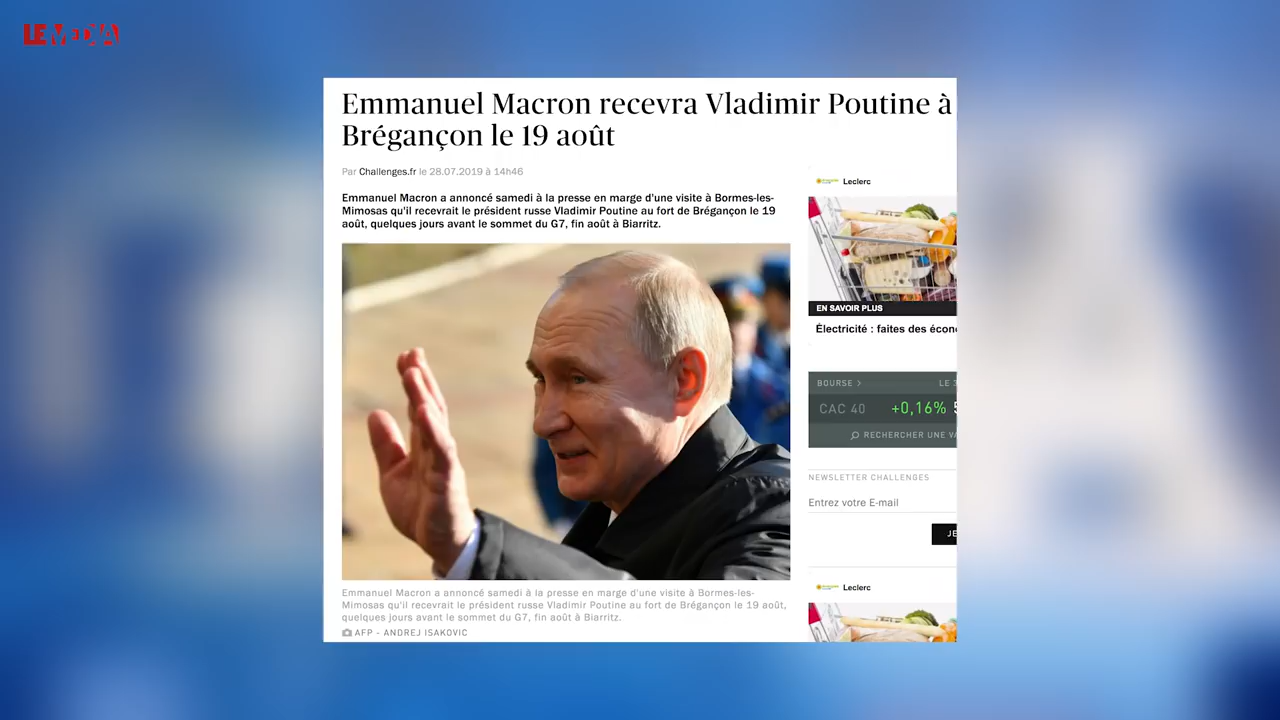 LE MEDIA
Emmanuel Macron recevra Vladimir Poutine à
Brégançon le 19 août
Par Challenges.fr le 28.07.2019 à 14h46
Emmanuel Macron a annoncé samedi à la presse en marge d'une visite à Bormes-les-
Mimosas qu'il recevrait le président russe Vladimir Poutine au fort de Brégançon le 19
août, quelques jours avant le sommet du G7, fin août à Biarritz.
Emmanuel Macron a annoncé samedi à la presse en marge d'une visite à Bormes-les-
Mimosas qu'il recevrait le président russe Vladimir Poutine au fort de Brégançon le 19 août,
quelques jours avant le sommet du G7, fin août à Biarritz.
AFP - ANDREJ ISAKOVIC
Leclerc
EN SAVOIR PLUS
Électricité : faites des écon
BOURSE >
LE
CAC 40 +0,16% 5
RECHERCHER UNE VA
NEWSLETTER CHALLENGES
Entrez votre E-mail
JE
Leclerc